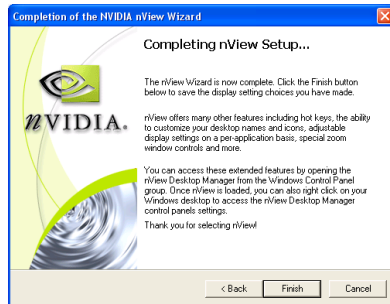 Completion of the NVIDIA nView Wizard
Completing nView Setup...
The nView Wizard is now complete. Click the Finish button
below to save the display setting choices you have made.
nView offers many other features including hot keys, the ability
to customize your desktop names and icons, adjustable
display settings on a per-application basis, special zoom
window controls and more.
You can access these extended features by opening the
nView Desktop Manager from the Windows Control Panel
group. Once nView is loaded, you can also right click on your
Windows desktop to access the nView Desktop Manager
control panels settings.
Thank you for selecting nView!
nVIDIA.
< Back
Finish
Cancel